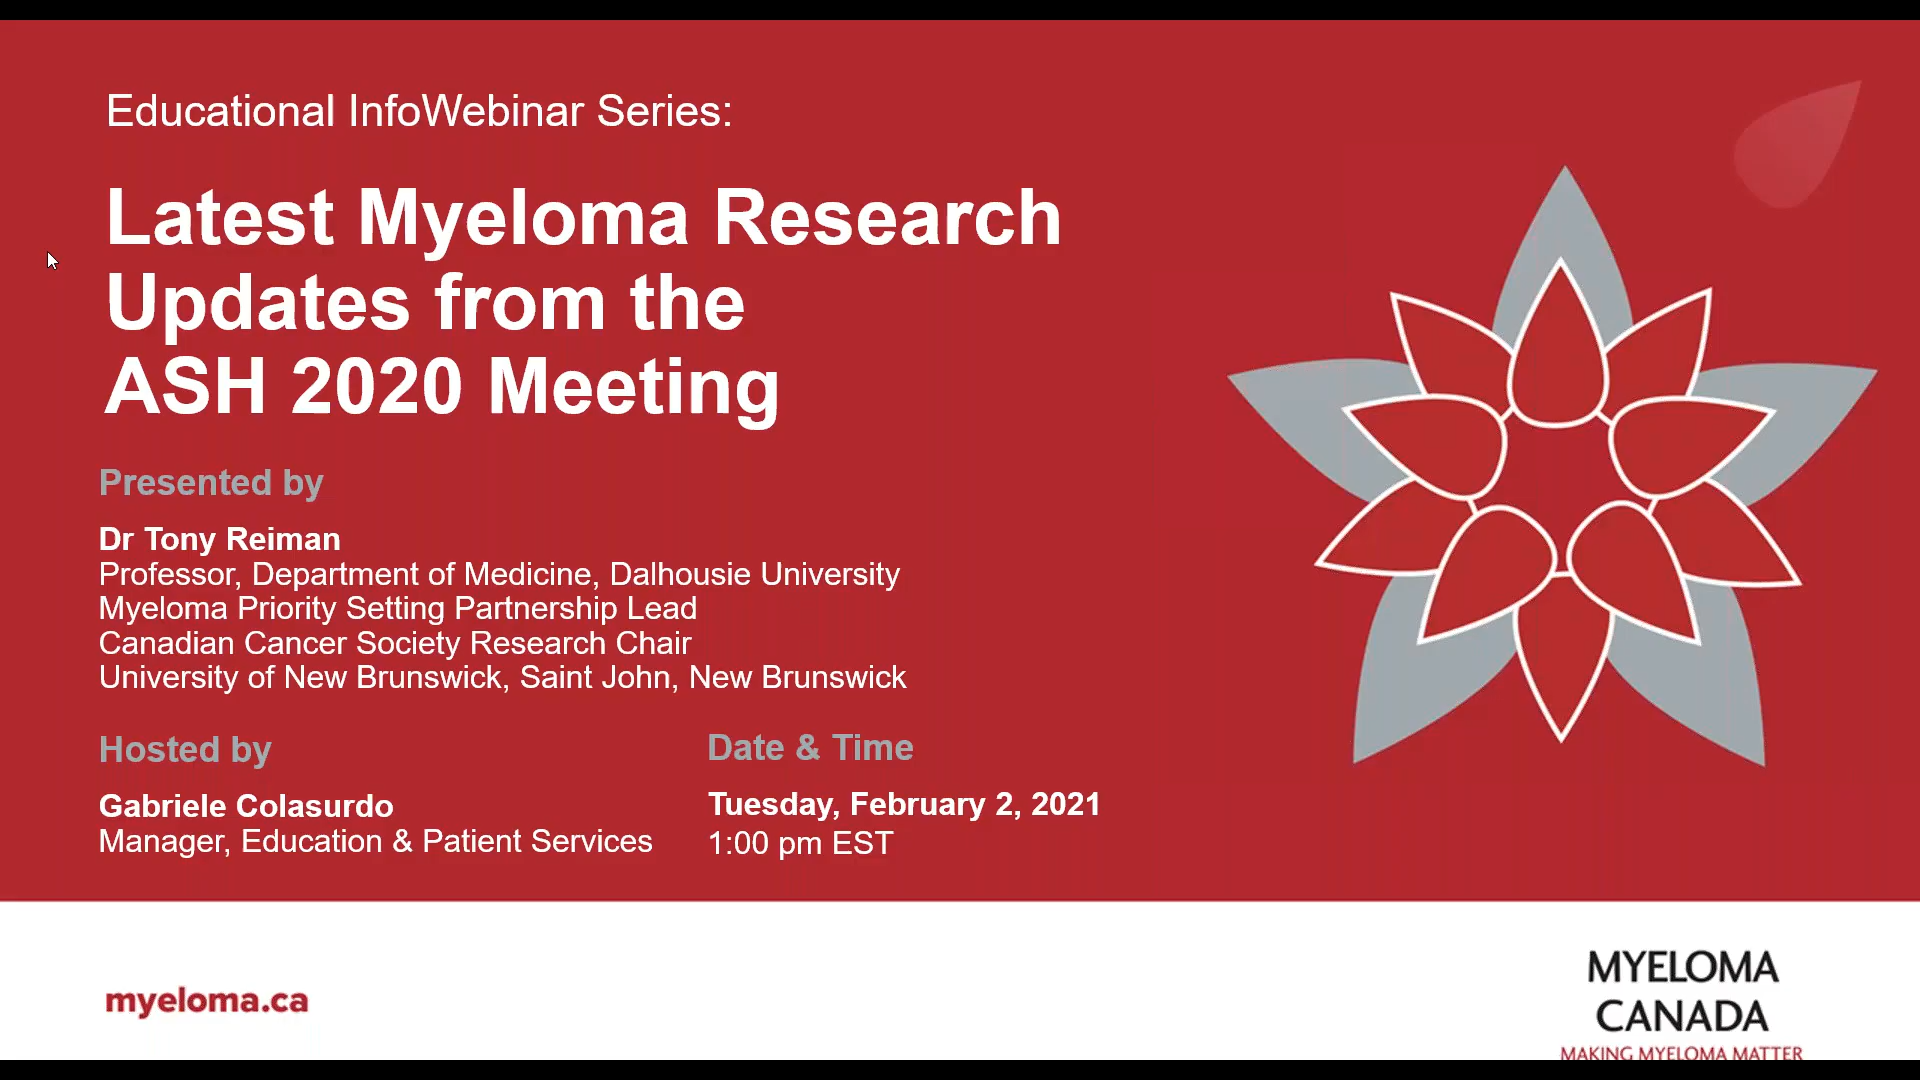 Educational InfoWebinar Series:
Latest Myeloma Research
Updates from the
ASH 2020 Meeting
Presented by
Dr Tony Reiman
Professor, Department of Medicine, Dalhousie University
Myeloma Priority Setting Partnership Lead
Canadian Cancer Society Research Chair
University of New Brunswick, Saint John, New Brunswick
Hosted by
Gabriele Colasurdo
Manager, Education & Patient Services
Date & Time
Tuesday, February 2, 2021
1:00 pm EST
myeloma.ca
MYELOMA
CANADA
MAKING MYELOMA MATTER